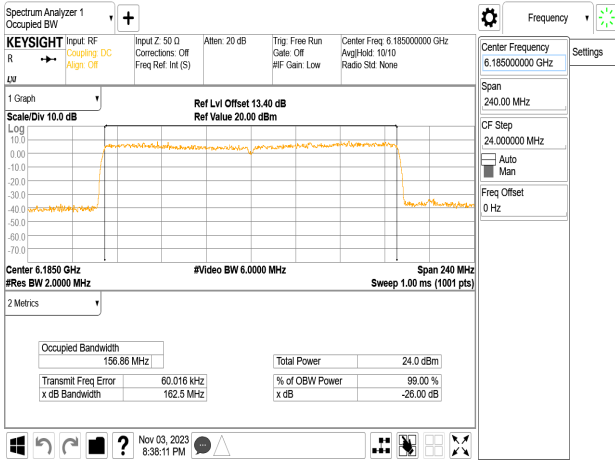 Spectrum Analyzer 1
Occupied BW
+
Frequency
KEYSIGHT
R
LXI
Input: RF
Coupling: DC
Align: Off
Input Z: 50 Ω
Corrections: Off
Freq Ref: Int (S)
Atten: 20 dB
Trig: Free Run
Gate: Off
#IF Gain: Low
Center Freq: 6.185000000 GHz
Avg|Hold: 10/10
Radio Std: None
Center Frequency
6.185000000 GHz
Settings
Span
240.00 MHz
CF Step
24.000000 MHz
Auto
Man
Freq Offset
0 Hz
1 Graph
Scale/Div 10.0 dB
Ref Lvl Offset 13.40 dB
Ref Value 20.00 dBm
Log
10.0
0.00
-10.0
-20.0
-30.0
-40.0
-50.0
-60.0
-70.0
Center 6.1850 GHz
#Video BW 6.0000 MHz
Span 240 MHz
#Res BW 2.0000 MHz
Sweep 1.00 ms (1001 pts)
2 Metrics
Occupied Bandwidth
156.86 MHz
Total Power 24.0 dBm
Transmit Freq Error 60.016 kHz
% of OBW Power 99.00 %
x dB Bandwidth 162.5 MHz
x dB -26.00 dB
?
Nov 03, 2023
8:38:11 PM